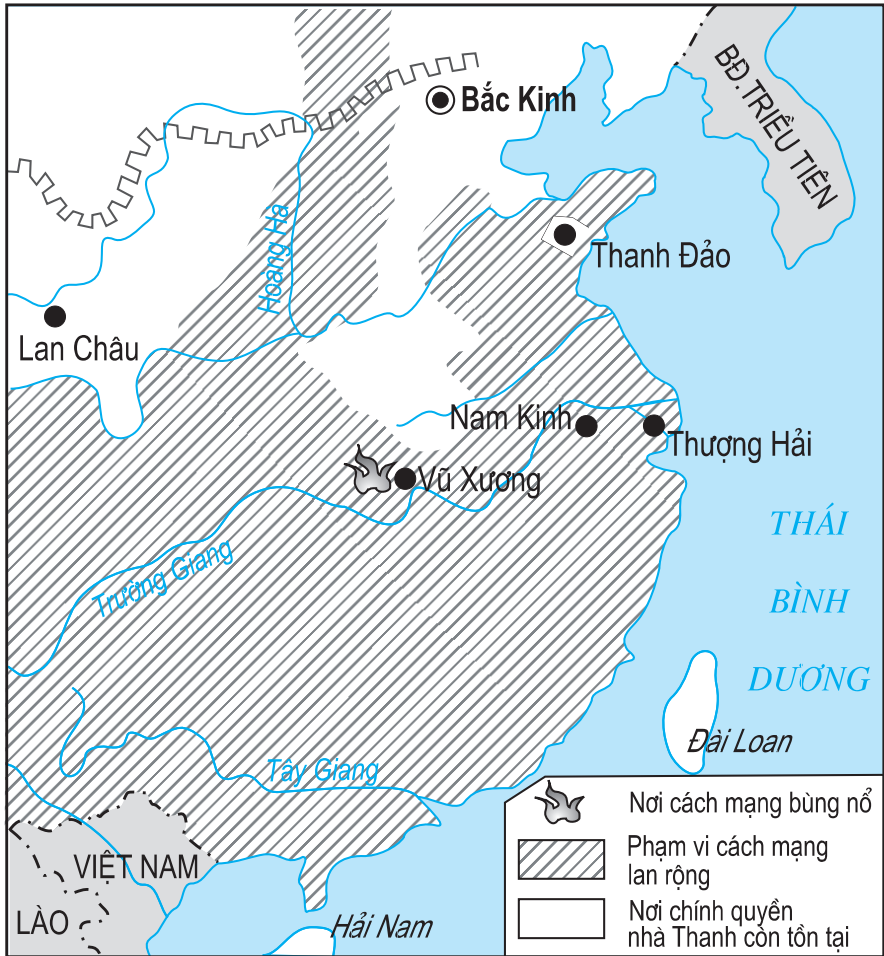 Bắc Kinh
BĐ.TRIỀU TIÊN
Hoàng Hà
Thanh Đảo
Lan Châu
Nam Kinh
Thượng Hải
Vũ Xương
THÁI
BÌNH
DƯƠNG
Trường Giang
Đài Loan
Tây Giang
VIỆT NAM
LÀO
Hải Nam
Nơi cách mạng bùng nổ
Phạm vi cách mạng
lan rộng
Nơi chính quyền
nhà Thanh còn tồn tại